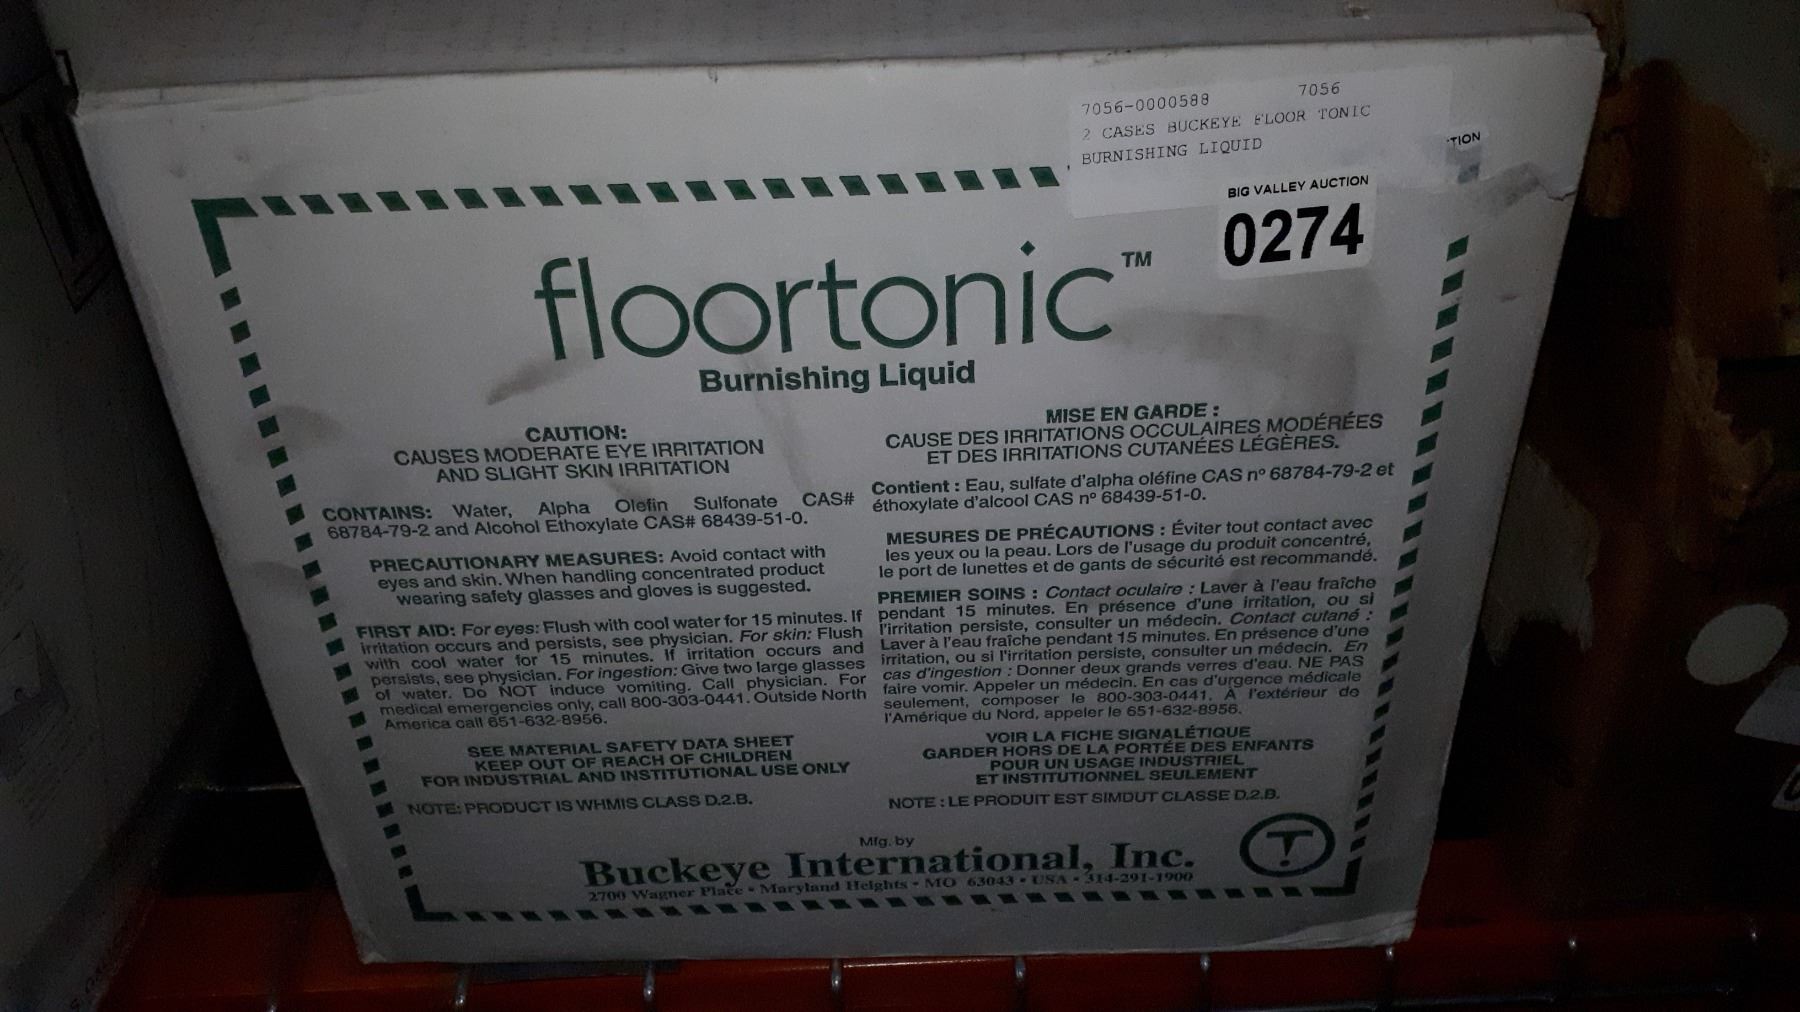 7056-0000588 7056
2 CASES BUCKEYE FLOOR TONIC
BURNISHING LIQUID
TION
BIG VALLEY AUCTION
0274
floortonic™
Burnishing Liquid
CAUTION:
CAUSES MODERATE EYE IRRITATION
AND SLIGHT SKIN IRRITATION
CONTAINS: Water, Alpha Olefin Sulfonate CAS#
68784-79-2 and Alcohol Ethoxylate CAS# 68439-51-0.
PRECAUTIONARY MEASURES: Avoid contact with
eyes and skin. When handling concentrated product
wearing safety glasses and gloves is suggested.
FIRST AID: For eyes: Flush with cool water for 15 minutes. If
irritation occurs and persists, see physician. For skin: Flush
with cool water for 15 minutes. If irritation occurs and
persists, see physician. For ingestion: Give two large glasses
of water. Do NOT induce vomiting. Call physician. For
medical emergencies only, call 800-303-0441. Outside North
America call 651-632-8956.
SEE MATERIAL SAFETY DATA SHEET
KEEP OUT OF REACH OF CHILDREN
FOR INDUSTRIAL AND INSTITUTIONAL USE ONLY
NOTE: PRODUCT IS WHMIS CLASS D.2.B.
MISE EN GARDE :
CAUSE DES IRRITATIONS OCCULAIRES MODÉRÉES
ET DES IRRITATIONS CUTANÉES LÉGÈRES.
Contient : Eau, sulfate d'alpha oléfine CAS nº 68784-79-2 et
éthoxylate d'alcool CAS nº 68439-51-0.
MESURES DE PRÉCAUTIONS : Éviter tout contact avec
les yeux ou la peau. Lors de l'usage du produit concentré,
le port de lunettes et de gants de sécurité est recommandé.
PREMIER SOINS : Contact oculaire : Laver à l'eau fraîche
pendant 15 minutes. En présence d'une irritation, ou si
l'irritation persiste, consulter un médecin. Contact cutané :
Laver à l'eau fraîche pendant 15 minutes. En présence d'une
irritation, ou si l'irritation persiste, consulter un médecin. En
cas d'ingestion : Donner deux grands verres d'eau. NE PAS
faire vomir. Appeler un médecin. En cas d'urgence médicale
seulement, composer le 800-303-0441. À l'extérieur de
l'Amérique du Nord, appeler le 651-632-8956.
VOIR LA FICHE SIGNALÉTIQUE
GARDER HORS DE LA PORTÉE DES ENFANTS
POUR UN USAGE INDUSTRIEL
ET INSTITUTIONNEL SEULEMENT
NOTE : LE PRODUIT EST SIMDUT CLASSE D.2.B.
Mfg. by
Buckeye International, Inc.
2700 Wagner Place • Maryland Heights • MO 63043 • USA • 314-291-1900